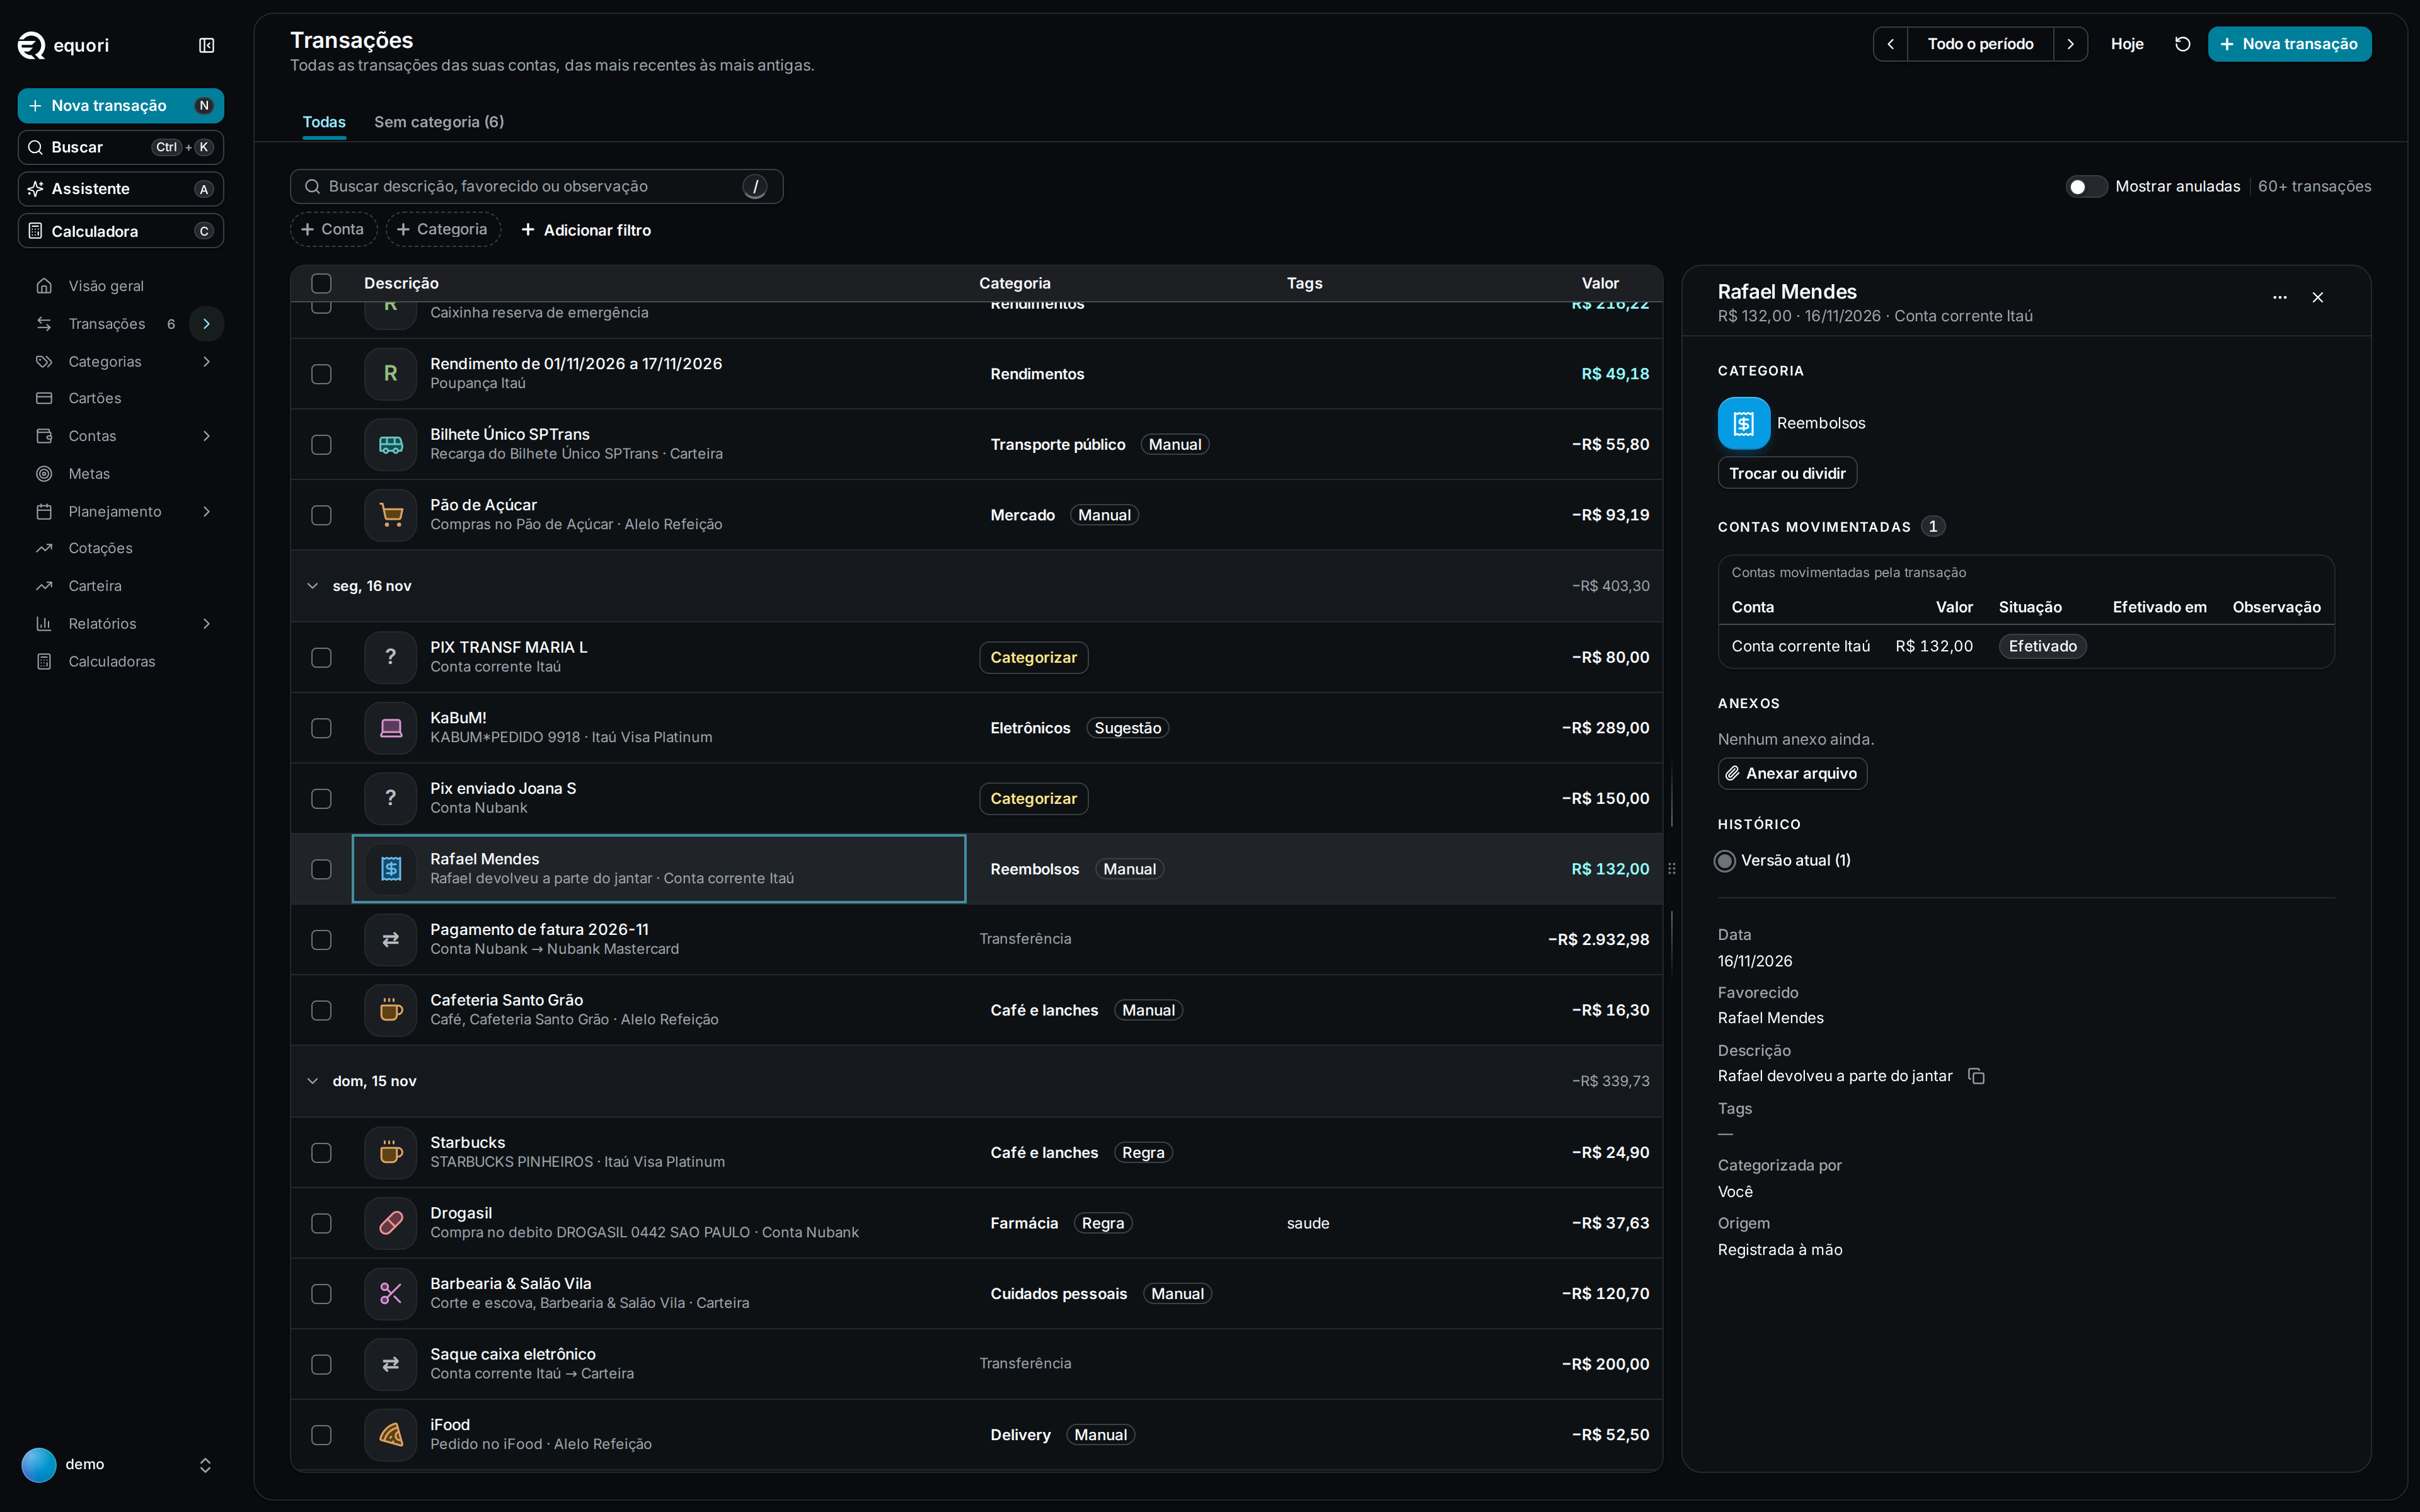 equori
Nova transação N
Buscar Ctrl + K
Assistente A
Calculadora C
Visão geral
Transações 6
Categorias
Cartões
Contas
Metas
Planejamento
Cotações
Carteira
Relatórios
Calculadoras
demo
Transações
Todas as transações das suas contas, das mais recentes às mais antigas.
Todo o período
Hoje
+ Nova transação
Todas
Sem categoria (6)
Buscar descrição, favorecido ou observação /
Mostrar anuladas
60+ transações
+ Conta
+ Categoria
+ Adicionar filtro
Descrição Categoria Tags Valor
R Caixinha reserva de emergência Rendimentos R$ 216,22
R Rendimento de 01/11/2026 a 17/11/2026 Rendimentos R$ 49,18
Poupança Itaú
Bilhete Único SPTrans Transporte público Manual −R$ 55,80
Recarga do Bilhete Único SPTrans · Carteira
Pão de Açúcar Mercado Manual −R$ 93,19
Compras no Pão de Açúcar · Alelo Refeição
seg, 16 nov −R$ 403,30
? PIX TRANSF MARIA L Categorizar −R$ 80,00
Conta corrente Itaú
KaBuM! Eletrônicos Sugestão −R$ 289,00
KABUM*PEDIDO 9918 · Itaú Visa Platinum
? Pix enviado Joana S Categorizar −R$ 150,00
Conta Nubank
Rafael Mendes Reembolsos Manual R$ 132,00
Rafael devolveu a parte do jantar · Conta corrente Itaú
Pagamento de fatura 2026-11 Transferência −R$ 2.932,98
Conta Nubank → Nubank Mastercard
Cafeteria Santo Grão Café e lanches Manual −R$ 16,30
Café, Cafeteria Santo Grão · Alelo Refeição
dom, 15 nov −R$ 339,73
Starbucks Café e lanches Regra −R$ 24,90
STARBUCKS PINHEIROS · Itaú Visa Platinum
Drogasil Farmácia Regra saude −R$ 37,63
Compra no debito DROGASIL 0442 SAO PAULO · Conta Nubank
Barbearia & Salão Vila Cuidados pessoais Manual −R$ 120,70
Corte e escova, Barbearia & Salão Vila · Carteira
Saque caixa eletrônico Transferência −R$ 200,00
Conta corrente Itaú → Carteira
iFood Delivery Manual −R$ 52,50
Pedido no iFood · Alelo Refeição
Rafael Mendes
R$ 132,00 · 16/11/2026 · Conta corrente Itaú
CATEGORIA
Reembolsos
Trocar ou dividir
CONTAS MOVIMENTADAS 1
Contas movimentadas pela transação
Conta Valor Situação Efetivado em Observação
Conta corrente Itaú R$ 132,00 Efetivado
ANEXOS
Nenhum anexo ainda.
Anexar arquivo
HISTÓRICO
Versão atual (1)
Data
16/11/2026
Favorecido
Rafael Mendes
Descrição
Rafael devolveu a parte do jantar
Tags
—
Categorizada por
Você
Origem
Registrada à mão